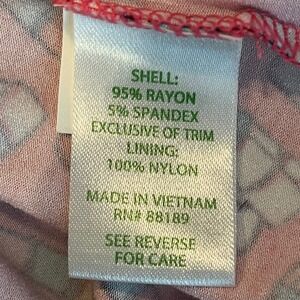 SHELL:
95% RAYON
5% SPANDEX
EXCLUSIVE OF TRIM
LINING:
100% NYLON
MADE IN VIETNAM
RN# 88189
SEE REVERSE
FOR CARE